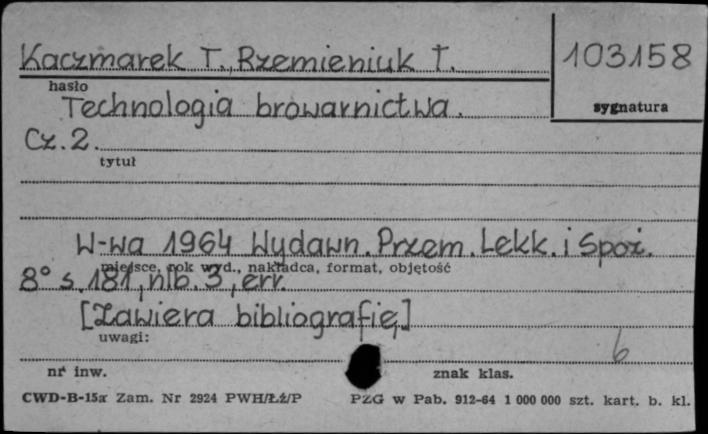 Kaczmarek T., Rzemieniuk T.
103158
hasło
sygnatura
Technologia browarnictwa.
Cz. 2.
tytuł
W-wa 1964 Wydawn. Przem. Lekk. i Spoż.
miejsce, rok wyd., nakładca, format, objętość
8° s. 181, nlb. 3, err.
[Zawiera bibliografię]
uwagi:
6
nr inw.
znak klas.
CWD-B-15a Zam. Nr 2924 PWH/Łź/P
PZG w Pab. 912-64 1 000 000 szt. kart. b. kl.